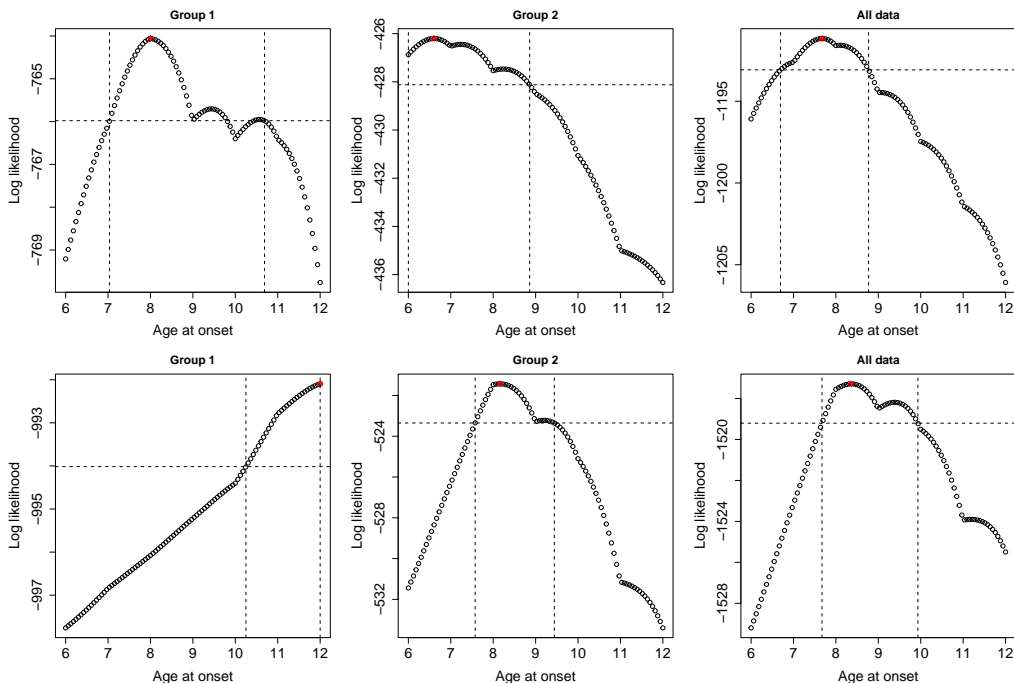 Group 1
Log likelihood
−765
−767
−769
6 7 8 9 10 11 12
Age at onset
Group 2
Log likelihood
−426
−428
−430
−432
−434
−436
6 7 8 9 10 11 12
Age at onset
All data
Log likelihood
−1195
−1200
−1205
6 7 8 9 10 11 12
Age at onset
Group 1
Log likelihood
−993
−995
−997
6 7 8 9 10 11 12
Age at onset
Group 2
Log likelihood
−524
−528
−532
6 7 8 9 10 11 12
Age at onset
All data
Log likelihood
−1520
−1524
−1528
6 7 8 9 10 11 12
Age at onset